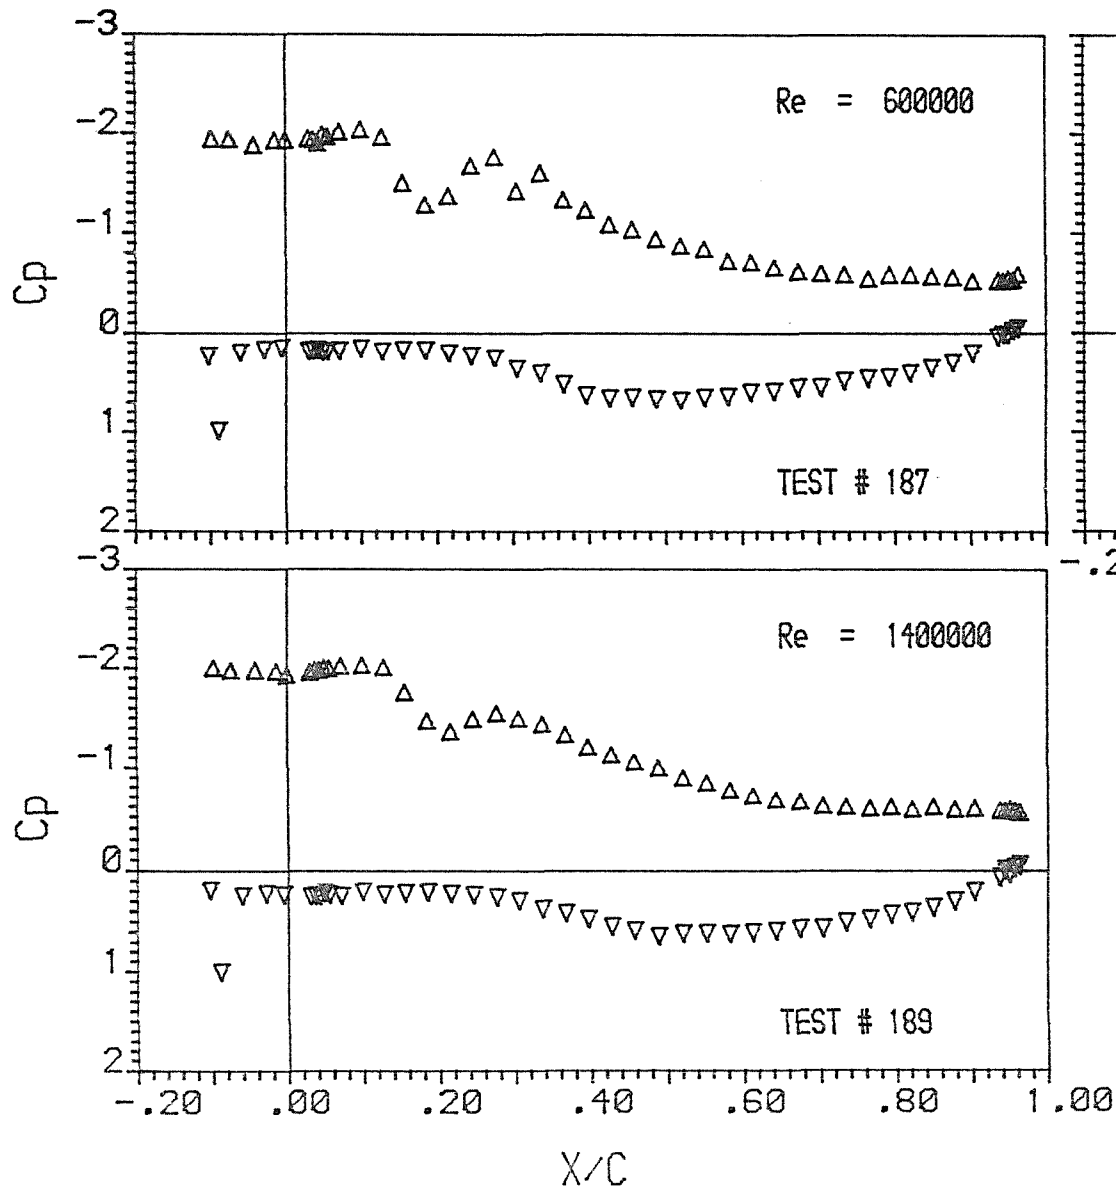 -3
Re = 600000
-2
-1
Cp
0
1
TEST # 187
2
-3
-.2
Re = 1400000
-2
-1
Cp
0
1
TEST # 189
2
-.20 .00 .20 .40 .60 .80 1.00
X/C